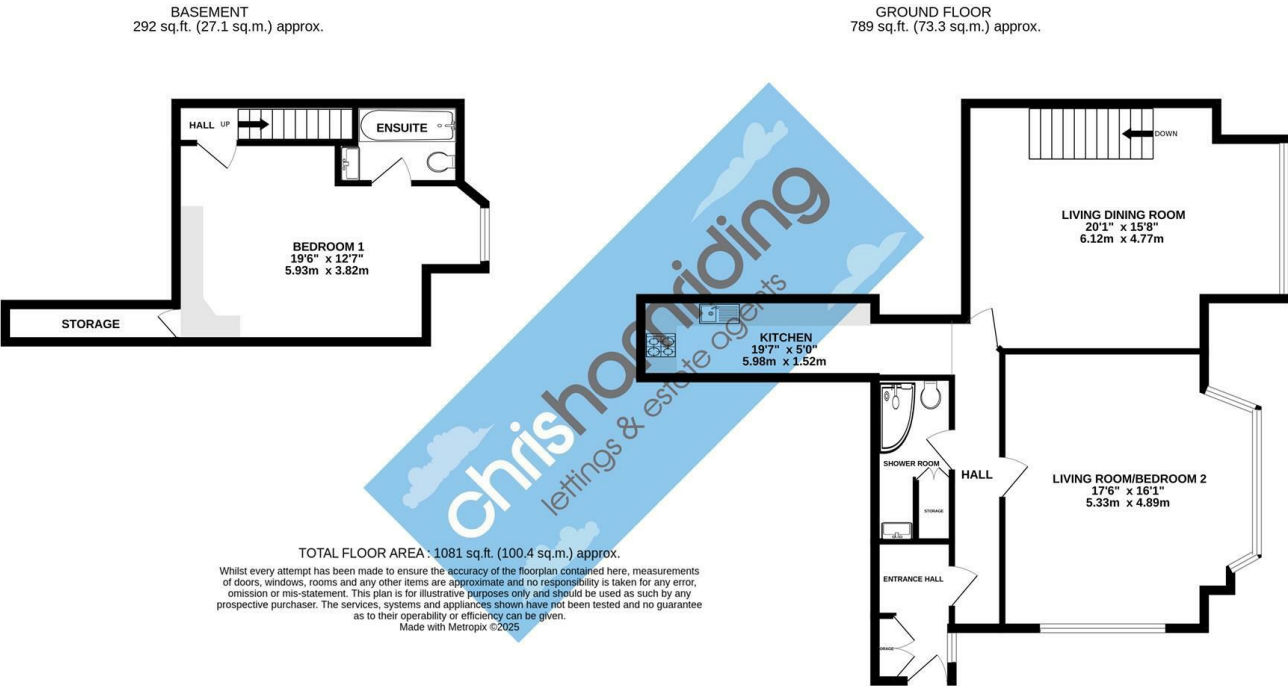 BASEMENT
292 sq.ft. (27.1 sq.m.) approx.
GROUND FLOOR
789 sq.ft. (73.3 sq.m.) approx.
HALL UP
ENSUITE
BEDROOM 1
19'6" x 12'7"
5.93m x 3.82m
STORAGE
DOWN
LIVING DINING ROOM
20'1" x 15'8"
6.12m x 4.77m
KITCHEN
19'7" x 5'0"
5.98m x 1.52m
SHOWER ROOM
STORAGE
HALL
LIVING ROOM/BEDROOM 2
17'6" x 16'1"
5.33m x 4.89m
ENTRANCE HALL
chrishornriding
lettings & estate agents
TOTAL FLOOR AREA : 1081 sq.ft. (100.4 sq.m.) approx.
Whilst every attempt has been made to ensure the accuracy of the floorplan contained here, measurements
of doors, windows, rooms and any other items are approximate and no responsibility is taken for any error,
omission or mis-statement. This plan is for illustrative purposes only and should be used as such by any
prospective purchaser. The services, systems and appliances shown have not been tested and no guarantee
as to their operability or efficiency can be given.
Made with Metropix ©2025